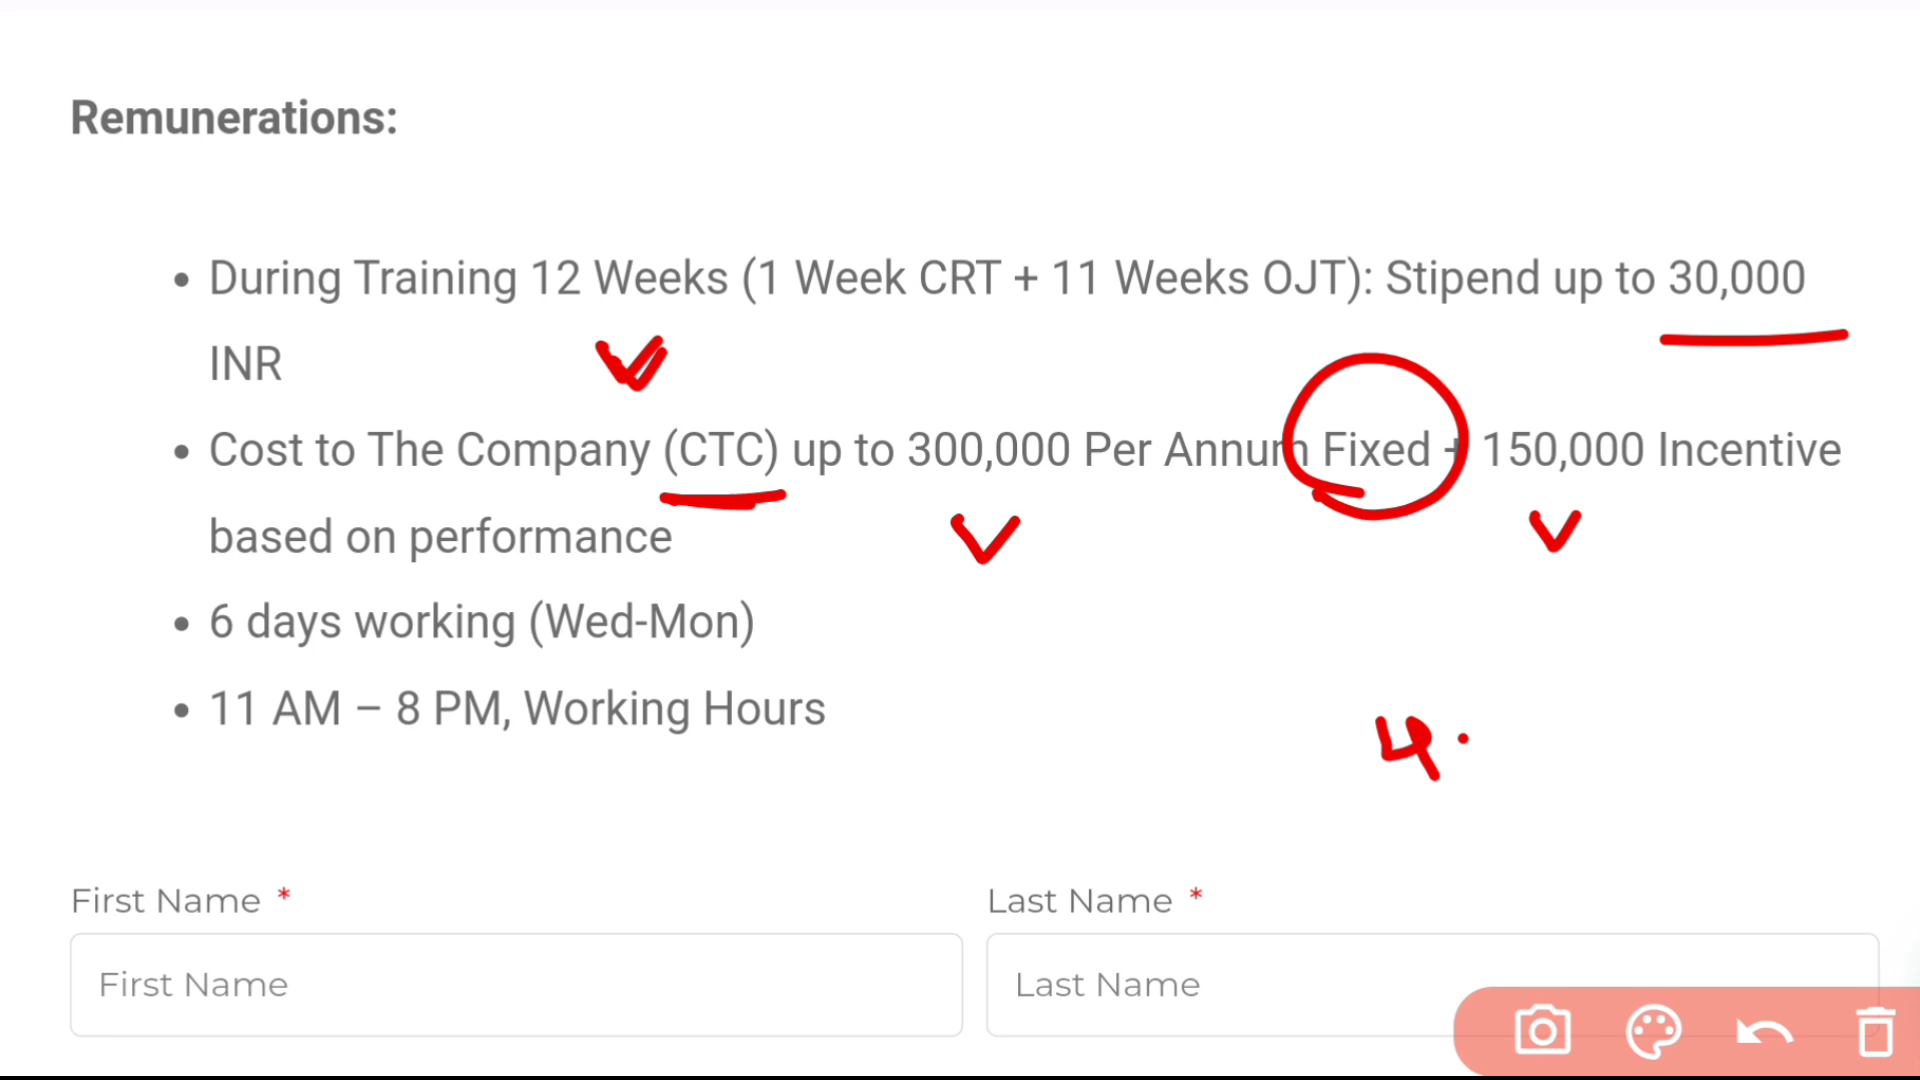 Remunerations:
• During Training 12 Weeks (1 Week CRT + 11 Weeks OJT): Stipend up to 30,000
INR
• Cost to The Company (CTC) up to 300,000 Per Annum Fixed + 150,000 Incentive
based on performance
• 6 days working (Wed-Mon)
• 11 AM – 8 PM, Working Hours
4.
First Name *
Last Name *
First Name
Last Name